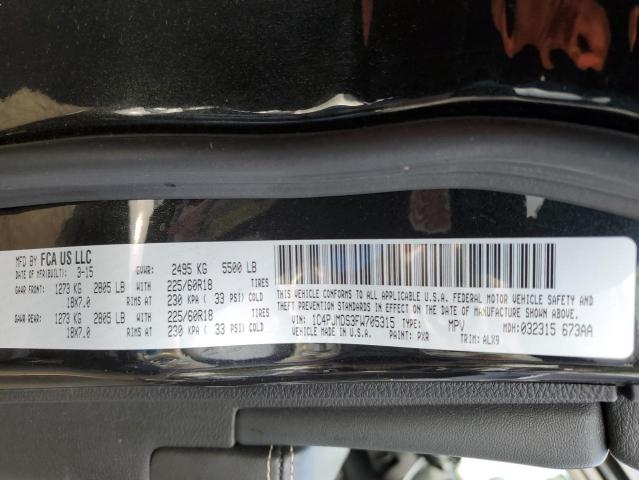 MFD BY FCA US LLC
DATE OF MFR(BUILT): 3-15 GVWR: 2495 KG 5500 LB
GAWR FRONT: 1273 KG 2805 LB WITH 225/60R18 TIRES
18X7.0 RIMS AT 230 KPA ( 33 PSI) COLD
GAWR REAR: 1273 KG 2805 LB WITH 225/60R18 TIRES
18X7.0 RIMS AT 230 KPA ( 33 PSI) COLD
THIS VEHICLE CONFORMS TO ALL APPLICABLE U.S.A. FEDERAL MOTOR VEHICLE SAFETY, BUMPER AND
THEFT PREVENTION STANDARDS IN EFFECT ON THE DATE OF MANUFACTURE SHOWN ABOVE.
VIN: 1C4PJMDS3FW705315 TYPE: MPV MDH: 032315 673AA
VEHICLE MADE IN U.S.A. PAINT: PXR TRIM: ALX9